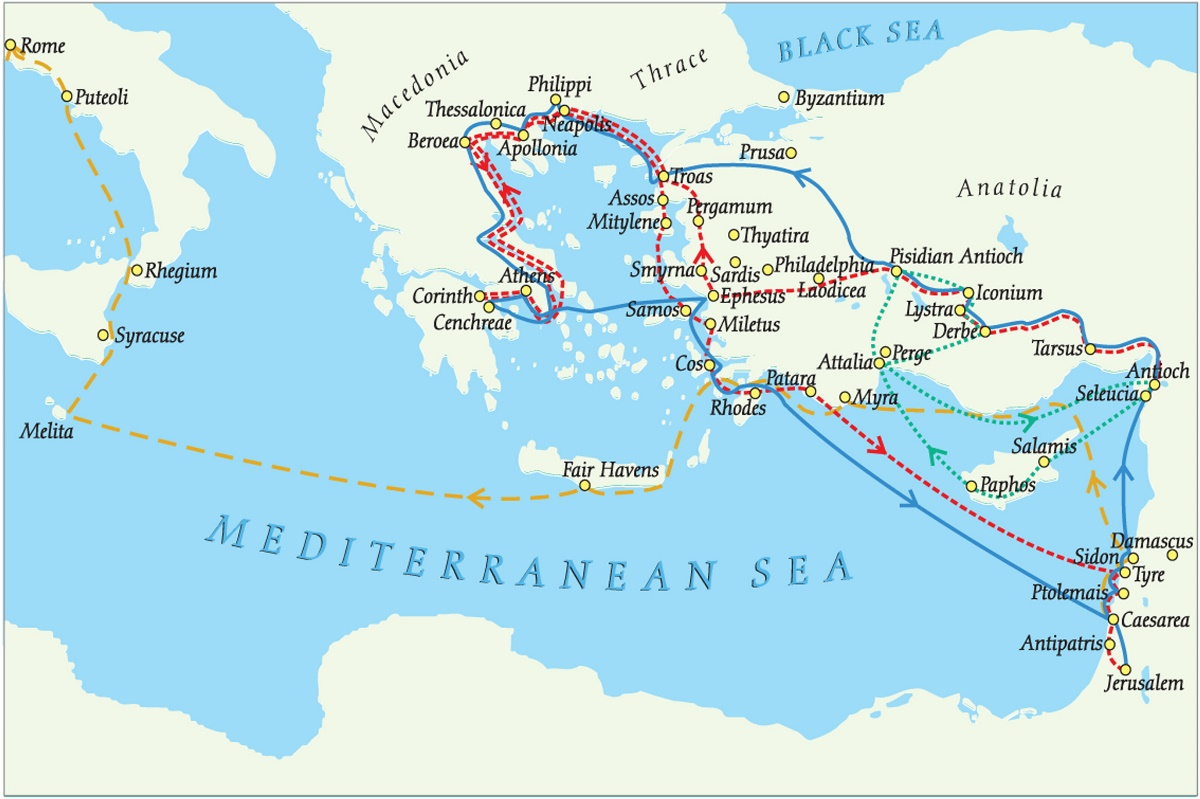 BLACK SEA
Rome
Puteoli
Macedonia
Thrace
Philippi
Byzantium
Thessalonica
Neapolis
Beroea
Apollonia
Prusa
Troas
Anatolia
Assos
Pergamum
Mitylene
Thyatira
Pisidian Antioch
Rhegium
Smyrna
Sardis
Philadelphia
Athens
Laodicea
Iconium
Corinth
Ephesus
Lystra
Samos
Cenchreae
Miletus
Derbe
Syracuse
Tarsus
Perge
Attalia
Cos
Antioch
Patara
Seleucia
Myra
Rhodes
Melita
Salamis
Fair Havens
Paphos
MEDITERRANEAN SEA
Damascus
Sidon
Tyre
Ptolemais
Caesarea
Antipatris
Jerusalem